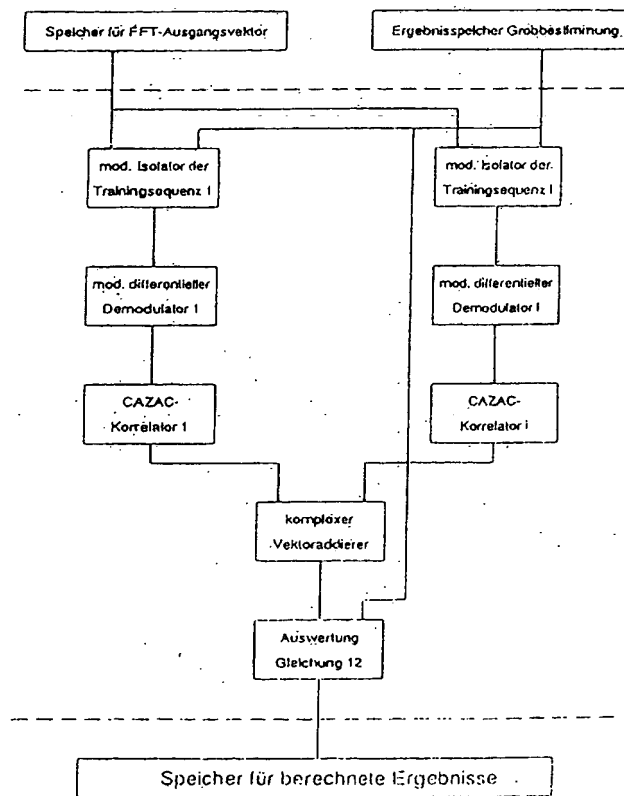 Speicher für FFT-Ausgangsvektor
Ergebnisspeicher Grobbestimmung
mod. Isolator der
Trainingsequenz 1
mod. Isolator der
Trainingsequenz I
mod. differentieller
Demodulator 1
mod. differentieller
Demodulator I
CAZAC-
Korrelator 1
CAZAC-
Korrelator I
komplexer
Vektoraddierer
Auswertung
Gleichung 12
Speicher für berechnete Ergebnisse